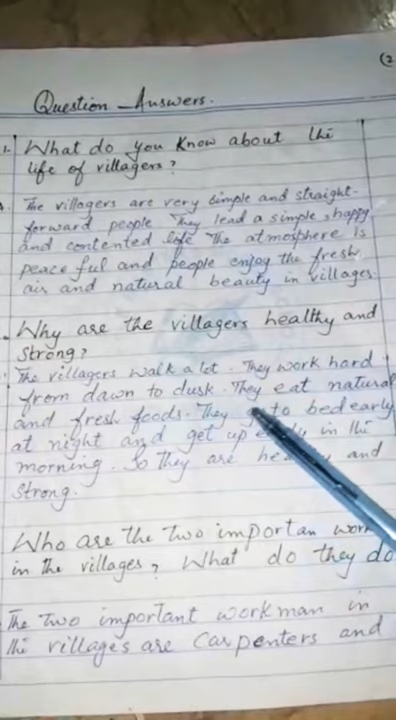 (2
Question - Answers.
1. What do you know about the
life of villagers?
The villagers are very simple and straight-
forward people They lead a simple, happy
and contented life The atmosphere is
peaceful and people enjoy the fresh
air and natural beauty in villages.
Why are the villagers healthy and
strong?
The villagers walk a lot. They work hard
from dawn to dusk. They eat natural
and fresh foods. They to bed early
at night and get up in the
morning. So They are and
strong.
Who are the two importan
in the villages? What do they do
The two important workman in
the villages are Carpenters and